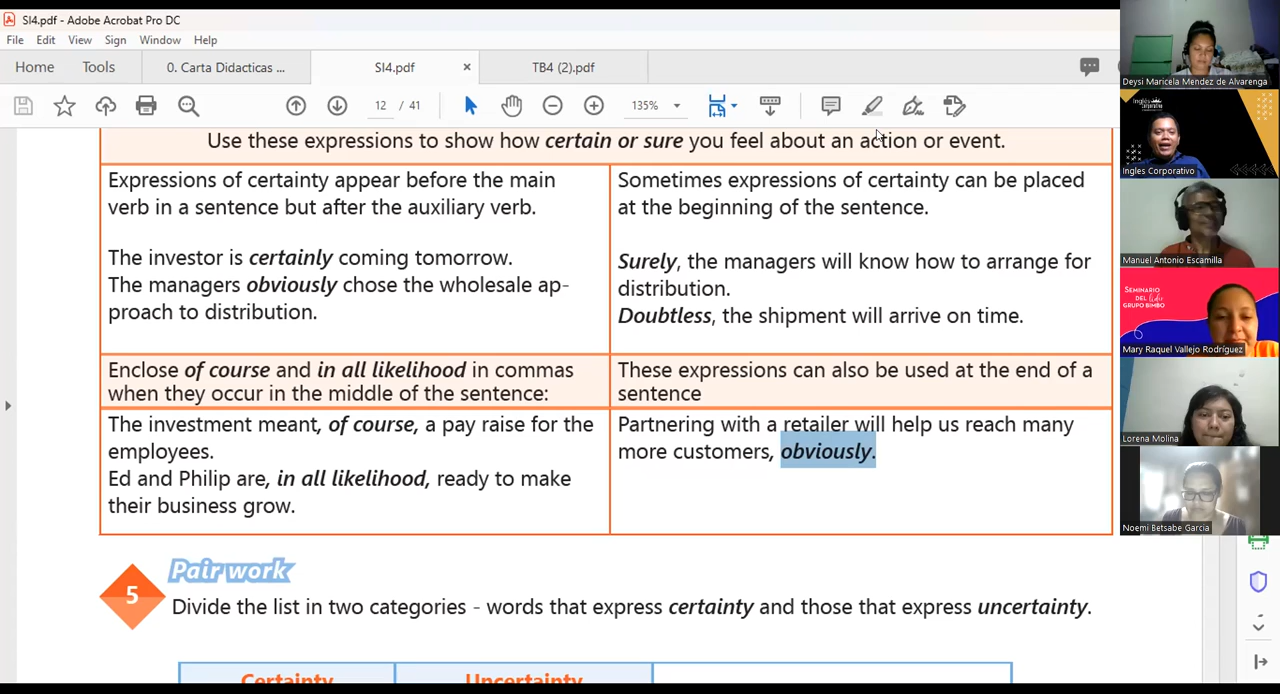 SI4.pdf - Adobe Acrobat Pro DC
File Edit View Sign Window Help
Home Tools 0. Carta Didacticas ... SI4.pdf × TB4 (2).pdf
12 / 41 135%
Use these expressions to show how certain or sure you feel about an action or event.
Expressions of certainty appear before the main
verb in a sentence but after the auxiliary verb.
The investor is certainly coming tomorrow.
The managers obviously chose the wholesale ap-
proach to distribution.
Sometimes expressions of certainty can be placed
at the beginning of the sentence.
Surely, the managers will know how to arrange for
distribution.
Doubtless, the shipment will arrive on time.
Enclose of course and in all likelihood in commas
when they occur in the middle of the sentence:
These expressions can also be used at the end of a
sentence
The investment meant, of course, a pay raise for the
employees.
Ed and Philip are, in all likelihood, ready to make
their business grow.
Partnering with a retailer will help us reach many
more customers, obviously.
5
Pair work
Divide the list in two categories - words that express certainty and those that express uncertainty.
Certainty Uncertainty
Deysi Maricela Mendez de Alvarenga
Inglés
Ingles Corporativo
Manuel Antonio Escamilla
SEMINARIO
DEL líder
GRUPO BIMBO
Mary Raquel Vallejo Rodríguez
Lorena Molina
Noemi Betsabe García